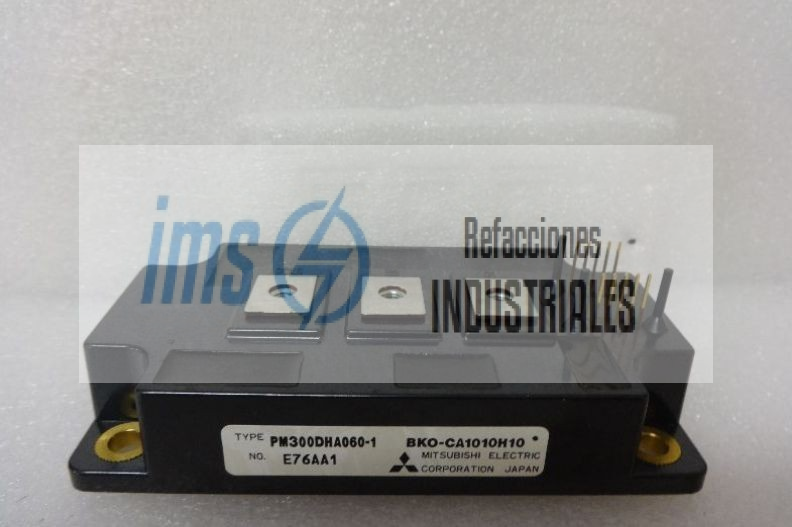 ims
Refacciones
INDUSTRIALES
TYPE PM300DHA060-1 BKO-CA1010H10
NO. E76AA1 MITSUBISHI ELECTRIC
CORPORATION JAPAN